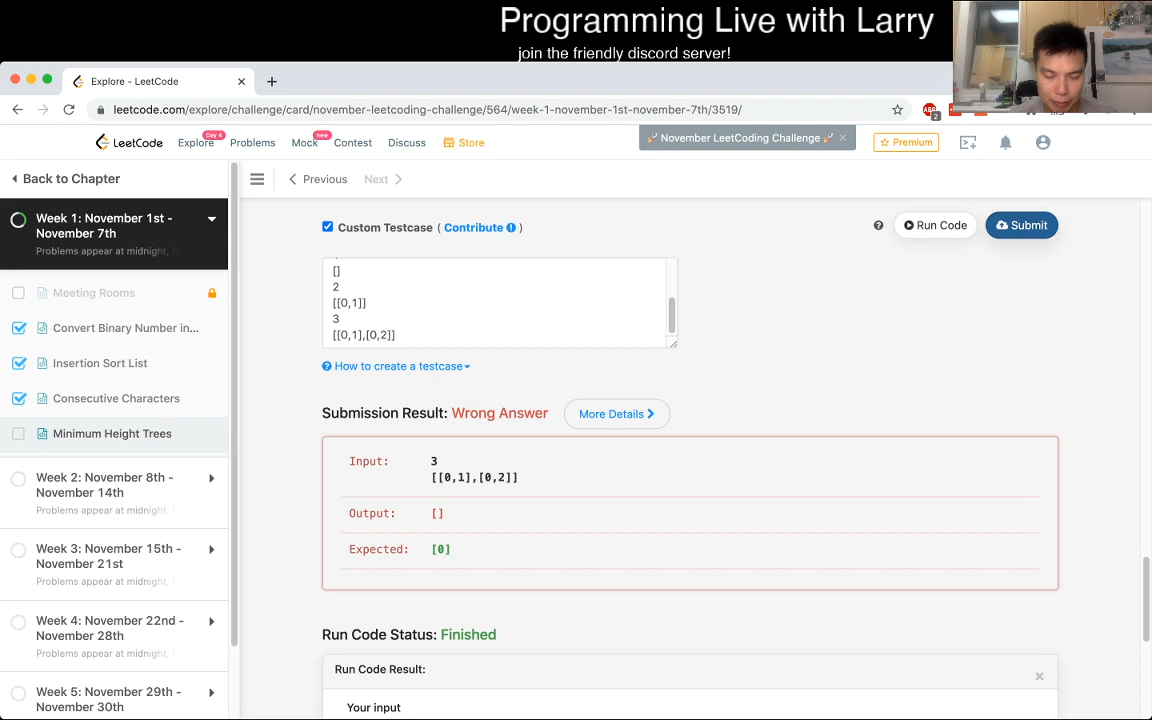 Programming Live with Larry
join the friendly discord server!
Explore - LeetCode
leetcode.com/explore/challenge/card/november-leetcoding-challenge/564/week-1-november-1st-november-7th/3519/
ABP
2
LeetCode
Explore
Day 4
Problems
Mock
new
Contest
Discuss
Store
November LeetCoding Challenge
Premium
Back to Chapter
Previous
Next
Week 1: November 1st -
November 7th
Problems appear at midnight,
Meeting Rooms
Convert Binary Number in...
Insertion Sort List
Consecutive Characters
Minimum Height Trees
Week 2: November 8th -
November 14th
Problems appear at midnight,
Week 3: November 15th -
November 21st
Problems appear at midnight,
Week 4: November 22nd -
November 28th
Problems appear at midnight,
Week 5: November 29th -
November 30th
Custom Testcase ( Contribute )
Run Code
Submit
[]
2
[[0,1]]
3
[[0,1],[0,2]]
How to create a testcase
Submission Result: Wrong Answer
More Details
Input: 3
[[0,1],[0,2]]
Output: []
Expected: [0]
Run Code Status: Finished
Run Code Result:
Your input